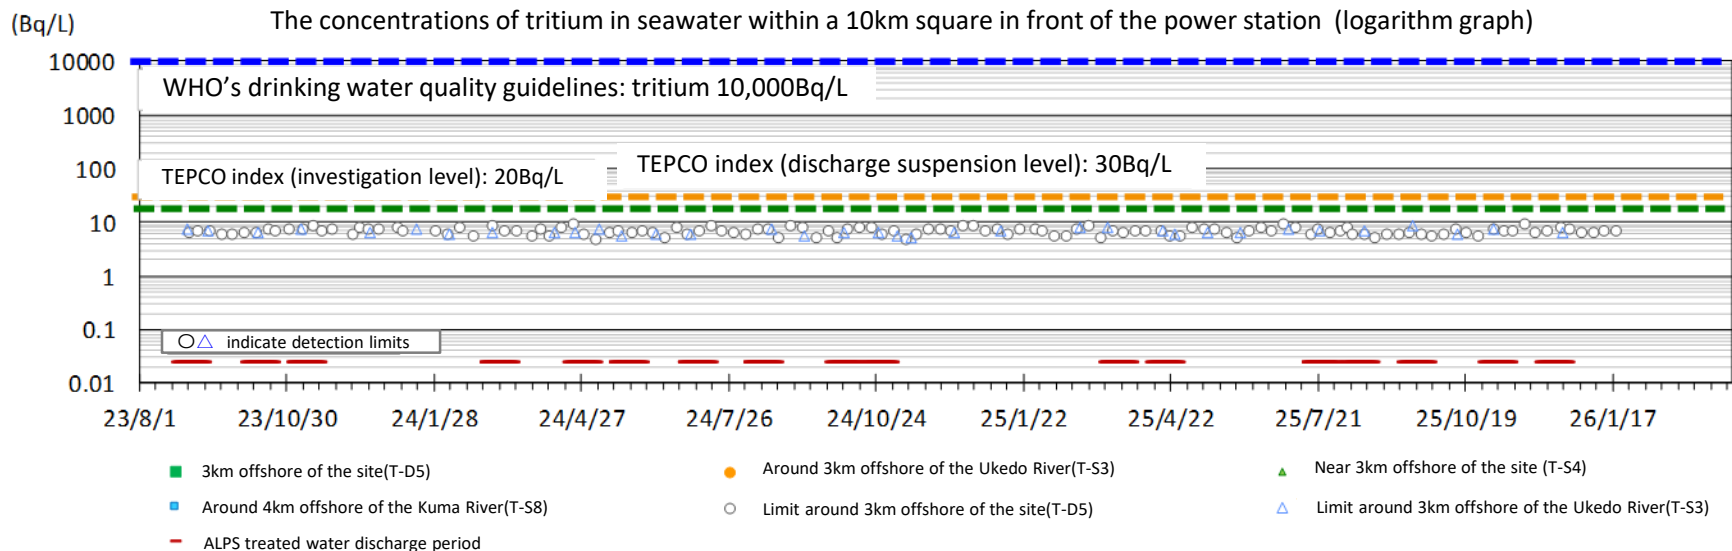 (Bq/L)
The concentrations of tritium in seawater within a 10km square in front of the power station (logarithm graph)
10000
WHO's drinking water quality guidelines: tritium 10,000Bq/L
1000
100
TEPCO index (investigation level): 20Bq/L
TEPCO index (discharge suspension level): 30Bq/L
10
1
0.1
○△ indicate detection limits
0.01
23/8/1 23/10/30 24/1/28 24/4/27 24/7/26 24/10/24 25/1/22 25/4/22 25/7/21 25/10/19 26/1/17
3km offshore of the site(T-D5)
Around 3km offshore of the Ukedo River(T-S3)
Near 3km offshore of the site (T-S4)
Around 4km offshore of the Kuma River(T-S8)
Limit around 3km offshore of the site(T-D5)
Limit around 3km offshore of the Ukedo River(T-S3)
ALPS treated water discharge period